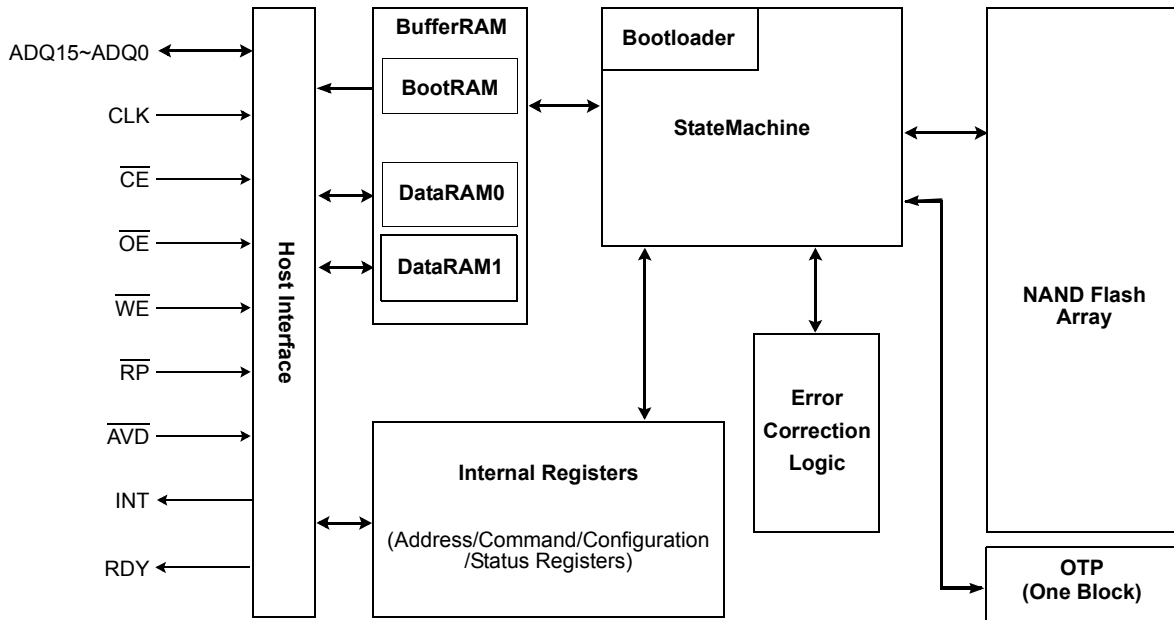 ADQ15~ADQ0
CLK
CE
OE
WE
RP
AVD
INT
RDY
Host Interface
BufferRAM
BootRAM
DataRAM0
DataRAM1
Bootloader
StateMachine
Internal Registers
(Address/Command/Configuration
/Status Registers)
Error
Correction
Logic
NAND Flash
Array
OTP
(One Block)